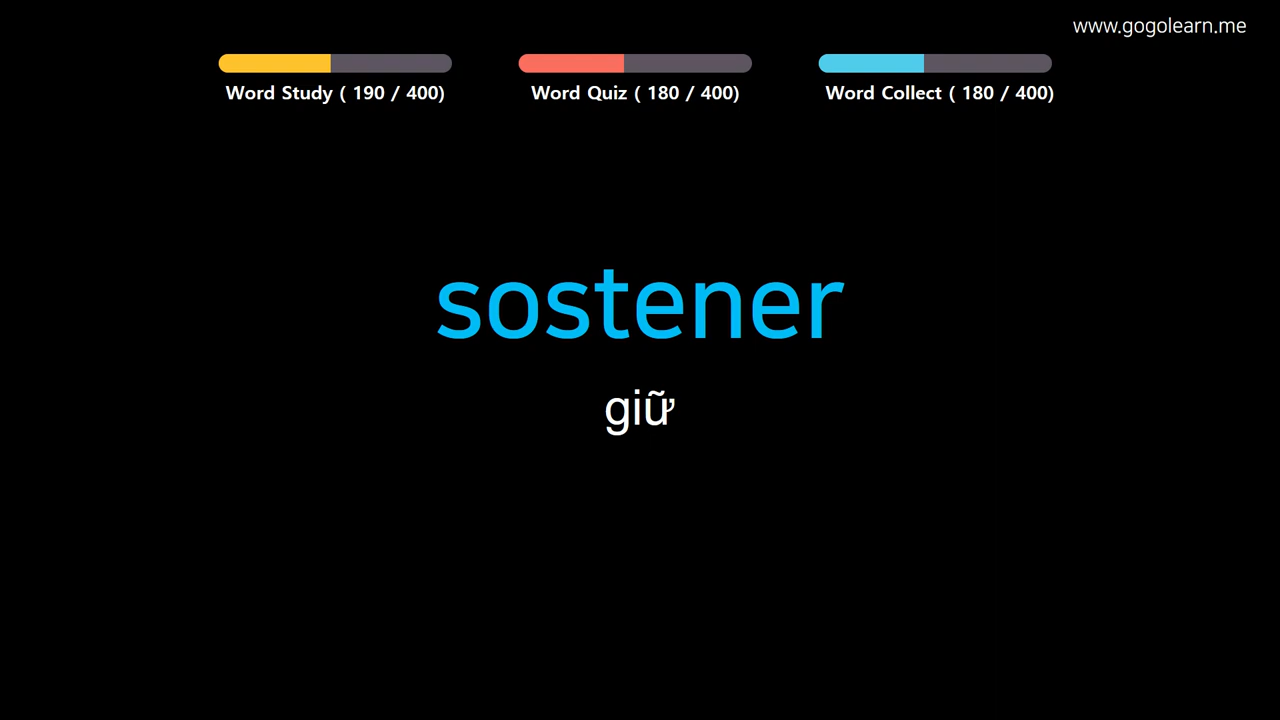 www.gogolearn.me
Word Study ( 190 / 400)
Word Quiz ( 180 / 400)
Word Collect ( 180 / 400)
sostener
giữ